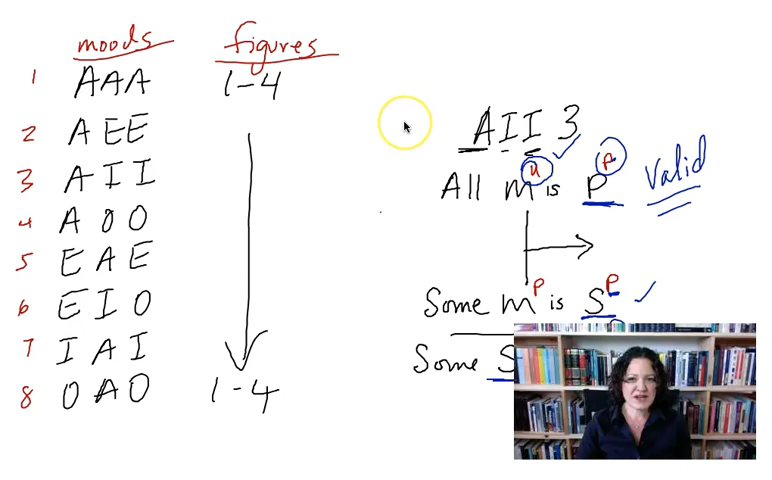 moods figures
1 AAA 1-4
2 AEE
3 AII
4 AOO
5 EAE
6 EIO
7 IAI
8 OAO 1-4
AII 3
All m is P valid
u P
Some m is S
P P
Some S